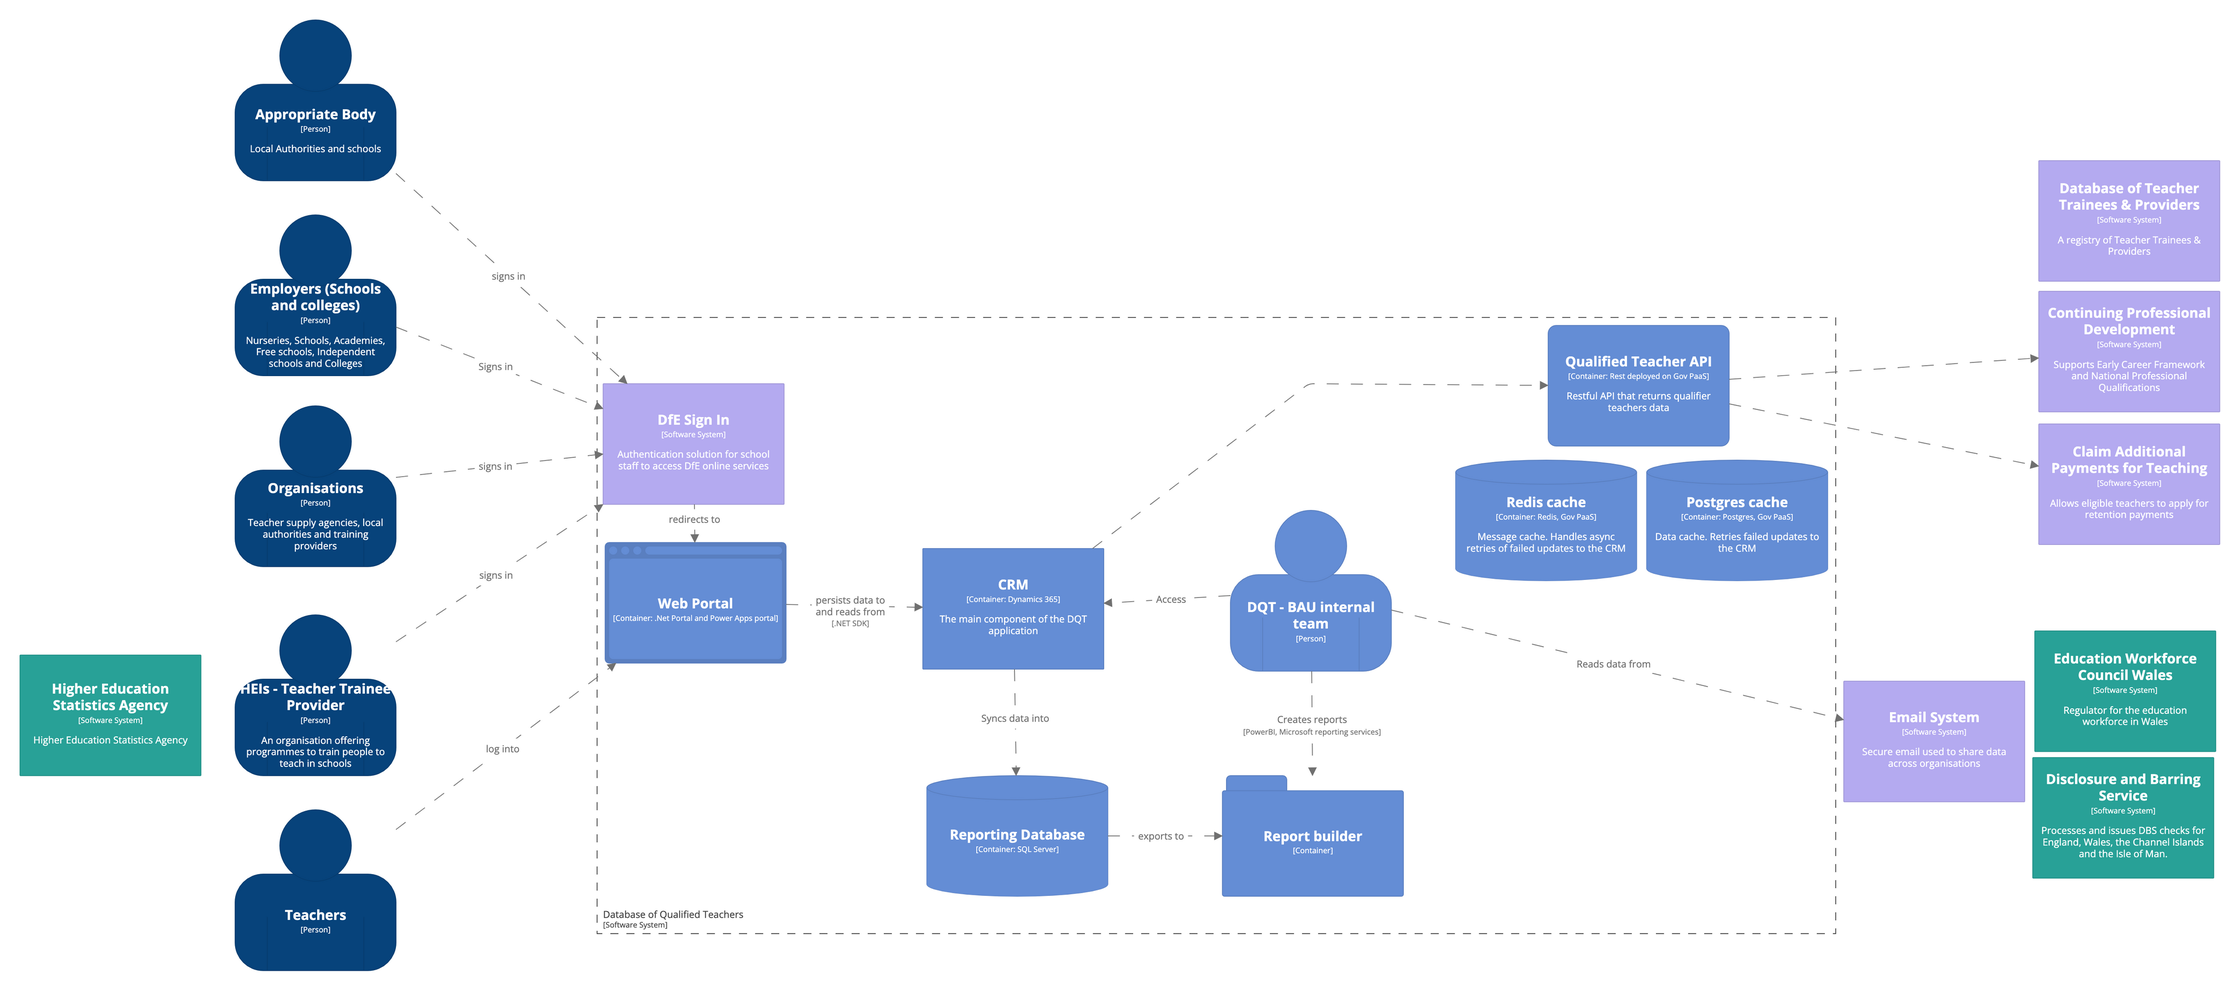 Appropriate Body
[Person]
Local Authorities and schools
Employers (Schools
and colleges)
[Person]
Nurseries, Schools, Academies,
Free schools, Independent
schools and Colleges
Organisations
[Person]
Teacher supply agencies, local
authorities and training
providers
HEIs - Teacher Trainee
Provider
[Person]
An organisation offering
programmes to train people to
teach in schools
Teachers
[Person]
Higher Education
Statistics Agency
[Software System]
Higher Education Statistics Agency
signs in
Signs in
signs in
signs in
log into
DfE Sign In
[Software System]
Authentication solution for school
staff to access DfE online services
redirects to
Web Portal
[Container: .Net Portal and Power Apps portal]
persists data to
and reads from
[.NET SDK]
CRM
[Container: Dynamics 365]
The main component of the DQT
application
Access
DQT - BAU internal
team
[Person]
Syncs data into
Creates reports
[PowerBI, Microsoft reporting services]
Reporting Database
[Container: SQL Server]
exports to
Report builder
[Container]
Qualified Teacher API
[Container: Rest deployed on Gov PaaS]
Restful API that returns qualifier
teachers data
Redis cache
[Container: Redis, Gov PaaS]
Message cache. Handles async
retries of failed updates to the CRM
Postgres cache
[Container: Postgres, Gov PaaS]
Data cache. Retries failed updates to
the CRM
Reads data from
Database of Qualified Teachers
[Software System]
Database of Teacher
Trainees & Providers
[Software System]
A registry of Teacher Trainees &
Providers
Continuing Professional
Development
[Software System]
Supports Early Career Framework
and National Professional
Qualifications
Claim Additional
Payments for Teaching
[Software System]
Allows eligible teachers to apply for
retention payments
Email System
[Software System]
Secure email used to share data
across organisations
Education Workforce
Council Wales
[Software System]
Regulator for the education
workforce in Wales
Disclosure and Barring
Service
[Software System]
Processes and issues DBS checks for
England, Wales, the Channel Islands
and the Isle of Man.